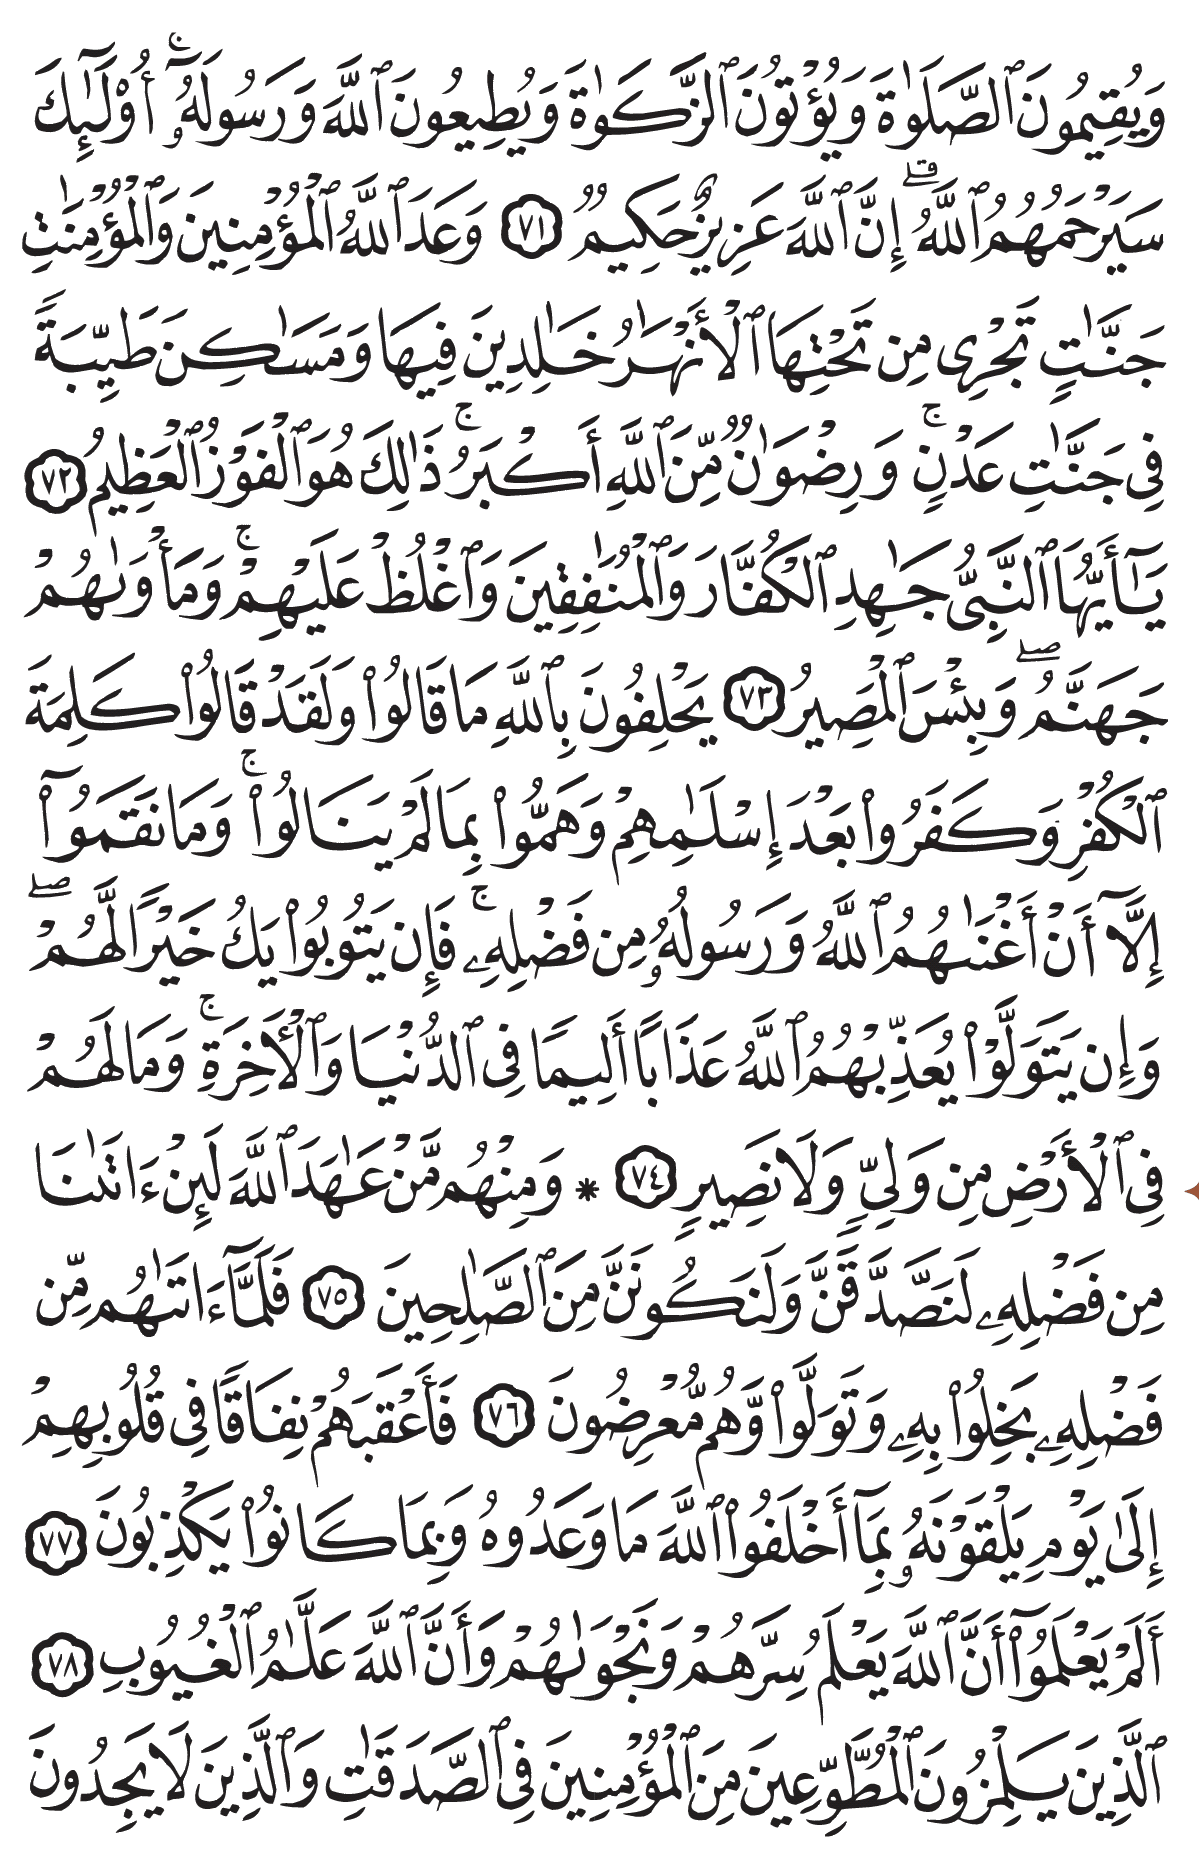 وَيُقِيمُونَ ٱلصَّلَوٰةَ وَيُؤْتُونَ ٱلزَّكَوٰةَ وَيُطِيعُونَ ٱللَّهَ وَرَسُولَهُۥٓۚ أُوْلَٰٓئِكَ
سَيَرْحَمُهُمُ ٱللَّهُۗ إِنَّ ٱللَّهَ عَزِيزٌ حَكِيمٌ ٧١ وَعَدَ ٱللَّهُ ٱلْمُؤْمِنِينَ وَٱلْمُؤْمِنَٰتِ
جَنَّٰتٍ تَجْرِى مِن تَحْتِهَا ٱلْأَنْهَٰرُ خَٰلِدِينَ فِيهَا وَمَسَٰكِنَ طَيِّبَةً
فِى جَنَّٰتِ عَدْنٍۚ وَرِضْوَٰنٌ مِّنَ ٱللَّهِ أَكْبَرُۚ ذَٰلِكَ هُوَ ٱلْفَوْزُ ٱلْعَظِيمُ ٧٢
يَٰٓأَيُّهَا ٱلنَّبِىُّ جَٰهِدِ ٱلْكُفَّارَ وَٱلْمُنَٰفِقِينَ وَٱغْلُظْ عَلَيْهِمْۚ وَمَأْوَىٰهُمْ
جَهَنَّمُۖ وَبِئْسَ ٱلْمَصِيرُ ٧٣ يَحْلِفُونَ بِٱللَّهِ مَا قَالُوا۟ وَلَقَدْ قَالُوا۟ كَلِمَةَ
ٱلْكُفْرِ وَكَفَرُوا۟ بَعْدَ إِسْلَٰمِهِمْ وَهَمُّوا۟ بِمَا لَمْ يَنَالُوا۟ۚ وَمَا نَقَمُوٓا۟
إِلَّآ أَنْ أَغْنَىٰهُمُ ٱللَّهُ وَرَسُولُهُۥ مِن فَضْلِهِۦۚ فَإِن يَتُوبُوا۟ يَكُ خَيْرًا لَّهُمْۖ
وَإِن يَتَوَلَّوْا۟ يُعَذِّبْهُمُ ٱللَّهُ عَذَابًا أَلِيمًا فِى ٱلدُّنْيَا وَٱلْأَخِرَةِۚ وَمَا لَهُمْ
فِى ٱلْأَرْضِ مِن وَلِىٍّ وَلَا نَصِيرٍ ٧٤ * وَمِنْهُم مَّنْ عَٰهَدَ ٱللَّهَ لَئِنْ ءَاتَىٰنَا
مِن فَضْلِهِۦ لَنَصَّدَّقَنَّ وَلَنَكُونَنَّ مِنَ ٱلصَّٰلِحِينَ ٧٥ فَلَمَّآ ءَاتَىٰهُم مِّن
فَضْلِهِۦ بَخِلُوا۟ بِهِۦ وَتَوَلَّوا۟ وَّهُم مُّعْرِضُونَ ٧٦ فَأَعْقَبَهُمْ نِفَاقًا فِى قُلُوبِهِمْ
إِلَىٰ يَوْمِ يَلْقَوْنَهُۥ بِمَآ أَخْلَفُوا۟ ٱللَّهَ مَا وَعَدُوهُ وَبِمَا كَانُوا۟ يَكْذِبُونَ ٧٧
أَلَمْ يَعْلَمُوٓا۟ أَنَّ ٱللَّهَ يَعْلَمُ سِرَّهُمْ وَنَجْوَىٰهُمْ وَأَنَّ ٱللَّهَ عَلَّٰمُ ٱلْغُيُوبِ ٧٨
ٱلَّذِينَ يَلْمِزُونَ ٱلْمُطَّوِّعِينَ مِنَ ٱلْمُؤْمِنِينَ فِى ٱلصَّدَقَٰتِ وَٱلَّذِينَ لَا يَجِدُونَ